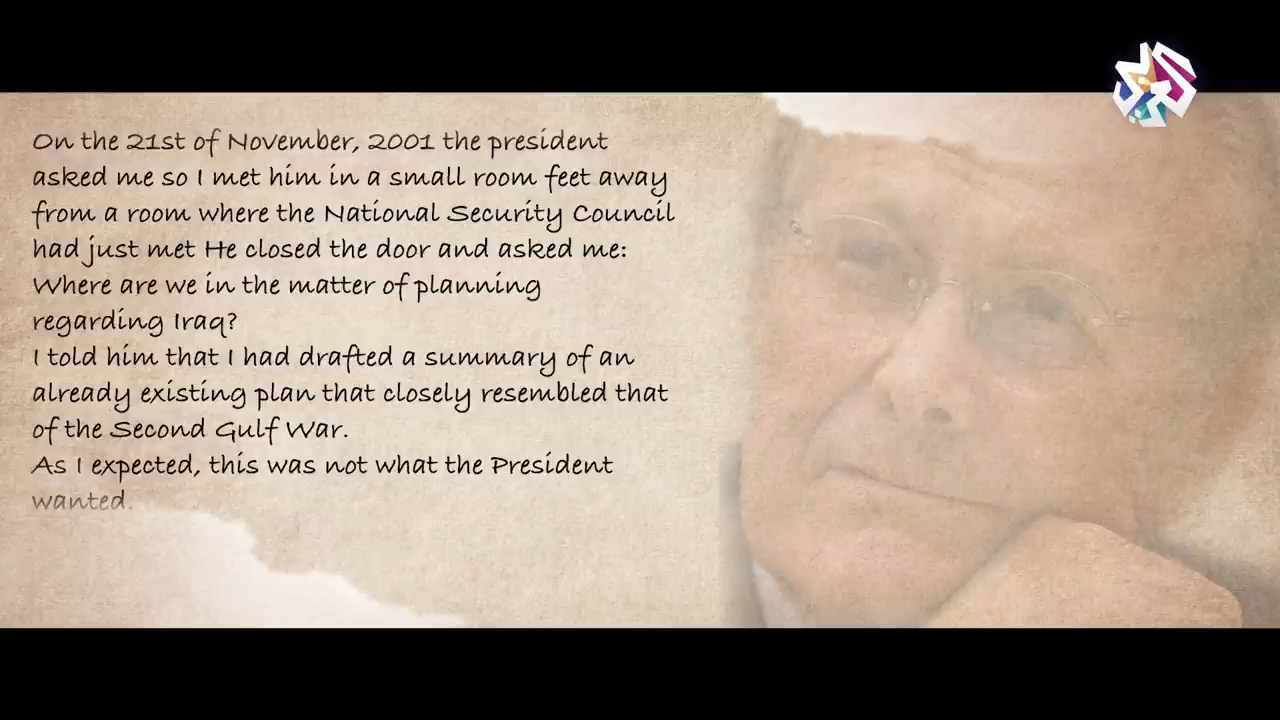 On the 21st of November, 2001 the president
asked me so I met him in a small room feet away
from a room where the National Security Council
had just met He closed the door and asked me:
Where are we in the matter of planning
regarding Iraq?
I told him that I had drafted a summary of an
already existing plan that closely resembled that
of the Second Gulf War.
As I expected, this was not what the President
wanted.